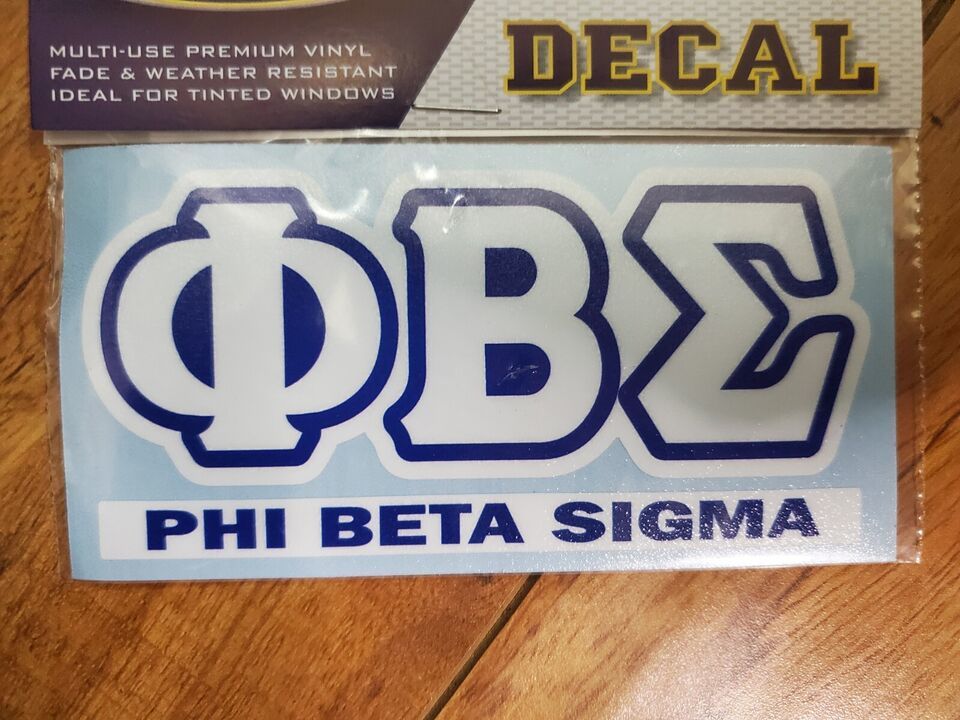 MULTI-USE PREMIUM VINYL
FADE & WEATHER RESISTANT
IDEAL FOR TINTED WINDOWS
DECAL
ΦΒΣ
PHI BETA SIGMA